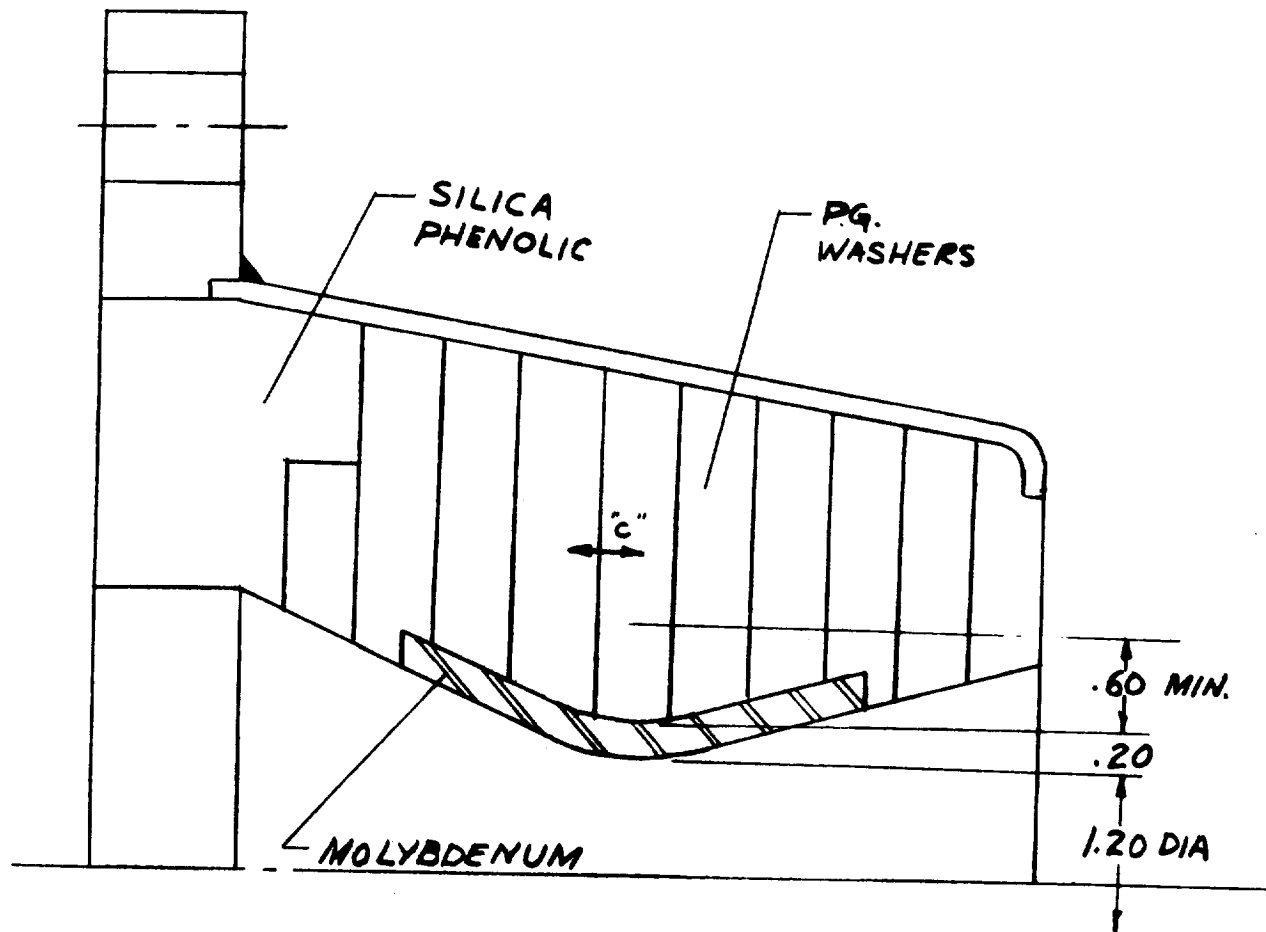 SILICA
PHENOLIC
P.G.
WASHERS
"C"
.60 MIN.
.20
1.20 DIA
MOLYBDENUM